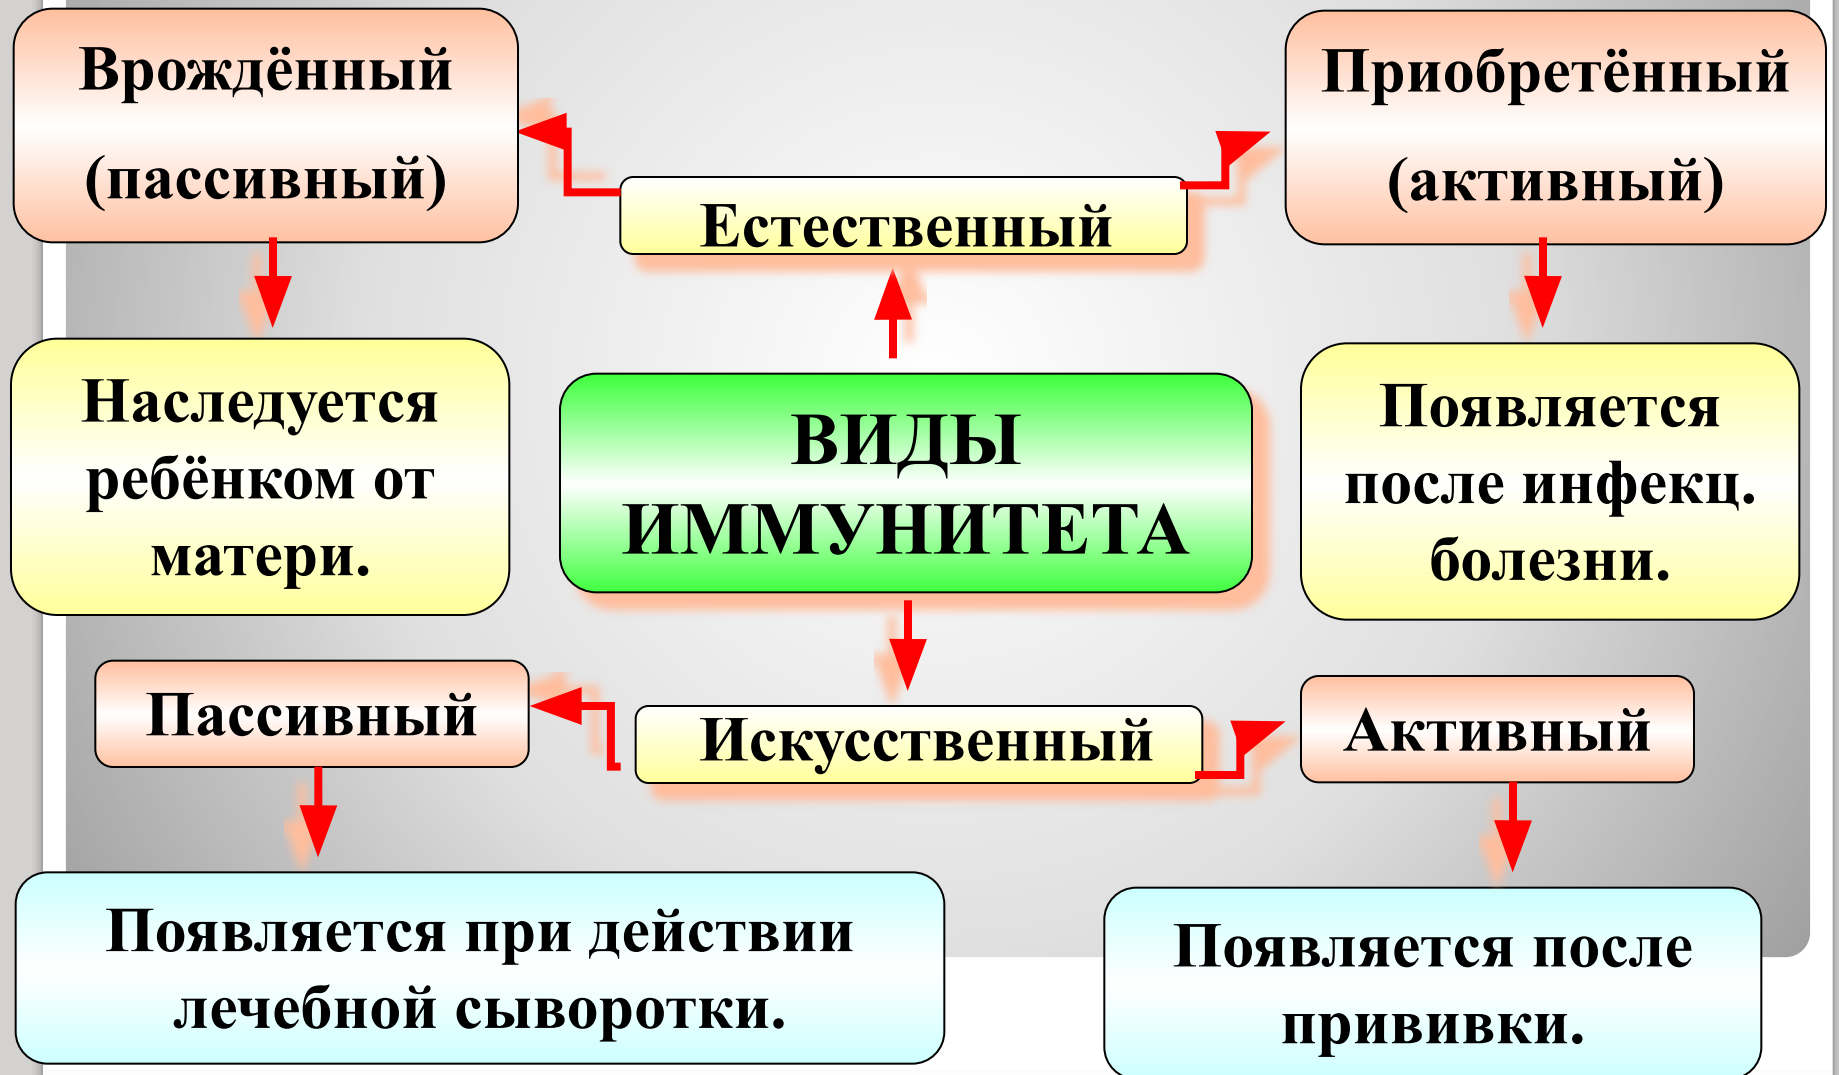 Врождённый
(пассивный)
Приобретённый
(активный)
Естественный
Наследуется
ребёнком от
матери.
ВИДЫ
ИММУНИТЕТА
Появляется
после инфекц.
болезни.
Пассивный
Искусственный
Активный
Появляется при действии
лечебной сыворотки.
Появляется после
прививки.